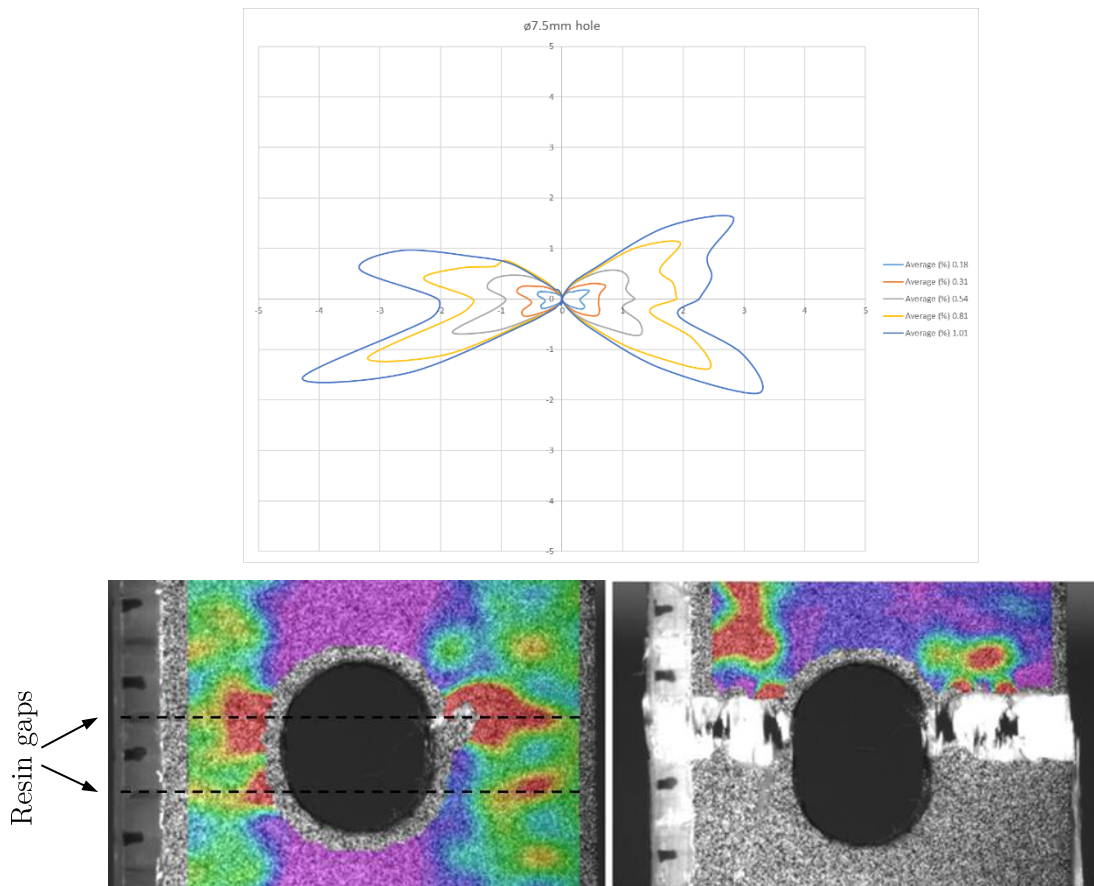 ø7.5mm hole
5
4
3
2
1
-5 -4 -3 -2 -1 0 0 1 2 3 4 5
-1
-2
3
4
-5
Average (%) 0.18
Average (%) 0.31
Average (%) 0.54
Average (%) 0.81
Average (%) 1.01
Resin gaps